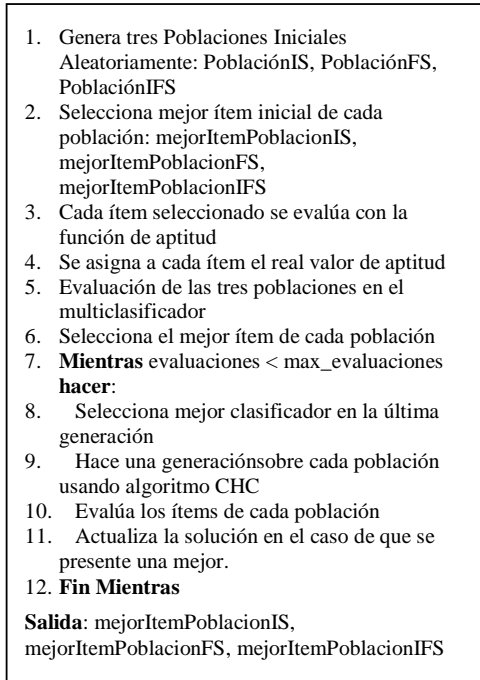 1. Genera tres Poblaciones Iniciales
Aleatoriamente: PoblaciónIS, PoblaciónFS,
PoblaciónIFS
2. Selecciona mejor ítem inicial de cada
población: mejorItemPoblacionIS,
mejorItemPoblacionFS,
mejorItemPoblacionIFS
3. Cada ítem seleccionado se evalúa con la
función de aptitud
4. Se asigna a cada ítem el real valor de aptitud
5. Evaluación de las tres poblaciones en el
multiclasificador
6. Selecciona el mejor ítem de cada población
7. Mientras evaluaciones < max_evaluaciones
hacer:
8. Selecciona mejor clasificador en la última
generación
9. Hace una generaciónsobre cada población
usando algoritmo CHC
10. Evalúa los ítems de cada población
11. Actualiza la solución en el caso de que se
presente una mejor.
12. Fin Mientras
Salida: mejorItemPoblacionIS,
mejorItemPoblacionFS, mejorItemPoblacionIFS